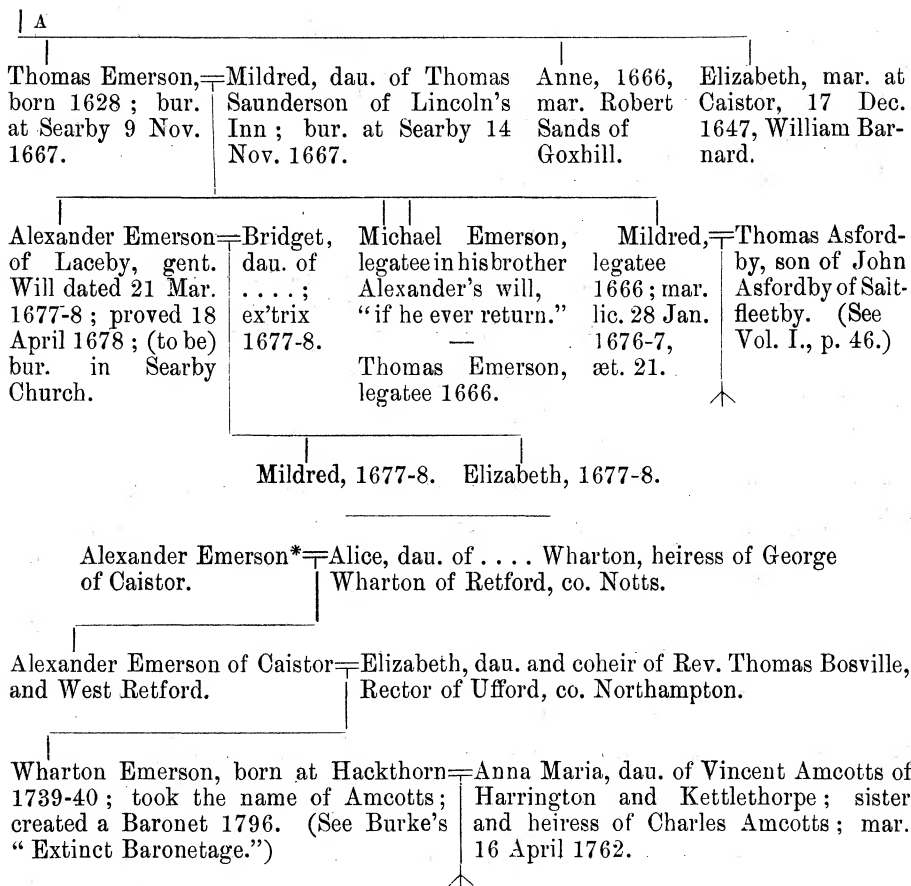 A
Thomas Emerson,
born 1628 ; bur.
at Searby 9 Nov.
1667.
Mildred, dau. of Thomas
Saunderson of Lincoln's
Inn ; bur. at Searby 14
Nov. 1667.
Anne, 1666,
mar. Robert
Sands of
Goxhill.
Elizabeth, mar. at
Caistor, 17 Dec.
1647, William Bar-
nard.
Alexander Emerson
of Laceby, gent.
Will dated 21 Mar.
1677-8 ; proved 18
April 1678 ; (to be)
bur. in Searby
Church.
Bridget,
dau. of
. . . . ;
ex'trix
1677-8.
Michael Emerson,
legatee in his brother
Alexander's will,
"if he ever return."
—
Thomas Emerson,
legatee 1666.
Mildred,
legatee
1666 ; mar.
lic. 28 Jan.
1676-7,
æt. 21.
Thomas Asford-
by, son of John
Asfordby of Salt-
fleetby. (See
Vol. I., p. 46.)
Mildred, 1677-8. Elizabeth, 1677-8.
Alexander Emerson*
of Caistor.
Alice, dau. of . . . . Wharton, heiress of George
Wharton of Retford, co. Notts.
Alexander Emerson of Caistor
and West Retford.
Elizabeth, dau. and coheir of Rev. Thomas Bosville,
Rector of Ufford, co. Northampton.
Wharton Emerson, born at Hackthorn
1739-40 ; took the name of Amcotts ;
created a Baronet 1796. (See Burke's
"Extinct Baronetage.")
Anna Maria, dau. of Vincent Amcotts of
Harrington and Kettlethorpe ; sister
and heiress of Charles Amcotts ; mar.
16 April 1762.